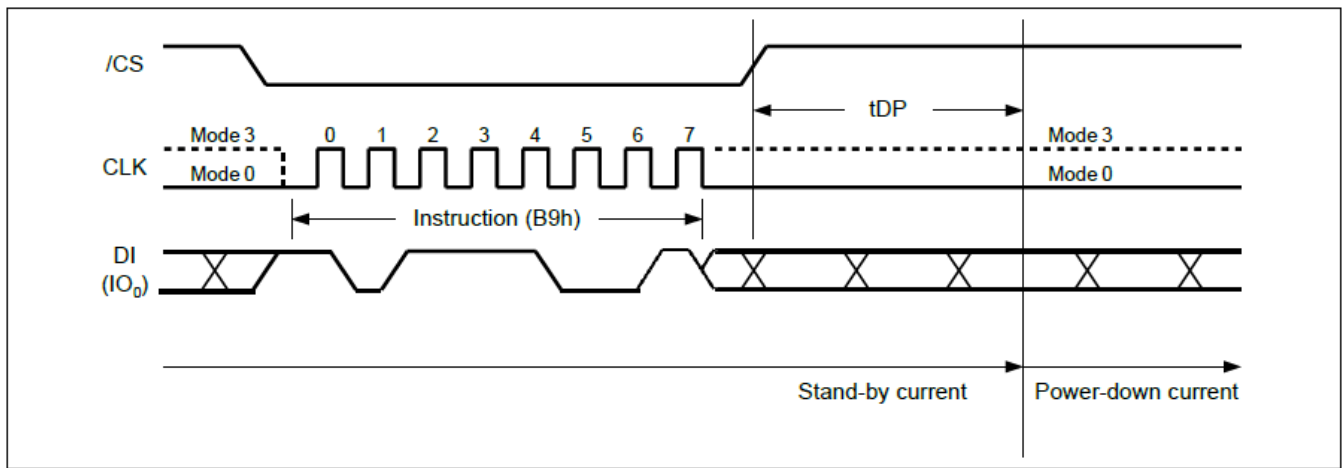 /CS
tDP
Mode 3 0 1 2 3 4 5 6 7 Mode 3
CLK
Mode 0 Mode 0
Instruction (B9h)
DI
(IO₀)
Stand-by current Power-down current